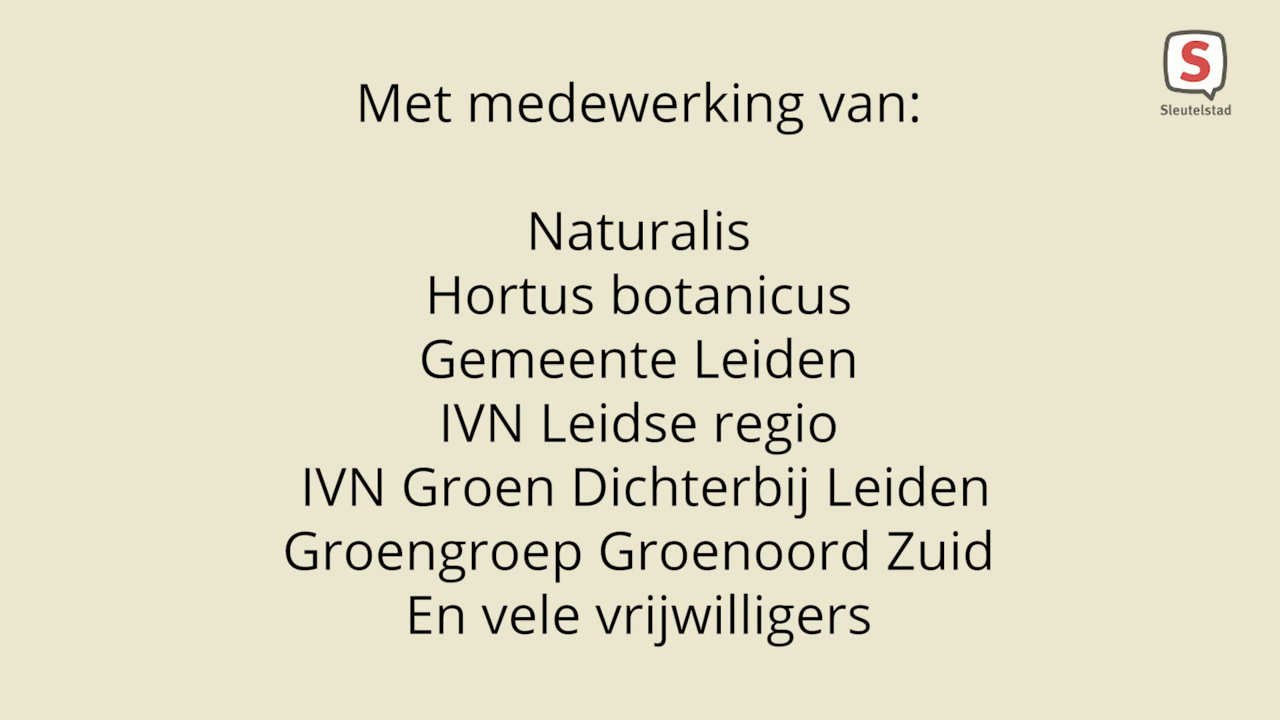 S
Sleutelstad
Met medewerking van:
Naturalis
Hortus botanicus
Gemeente Leiden
IVN Leidse regio
IVN Groen Dichterbij Leiden
Groengroep Groenoord Zuid
En vele vrijwilligers